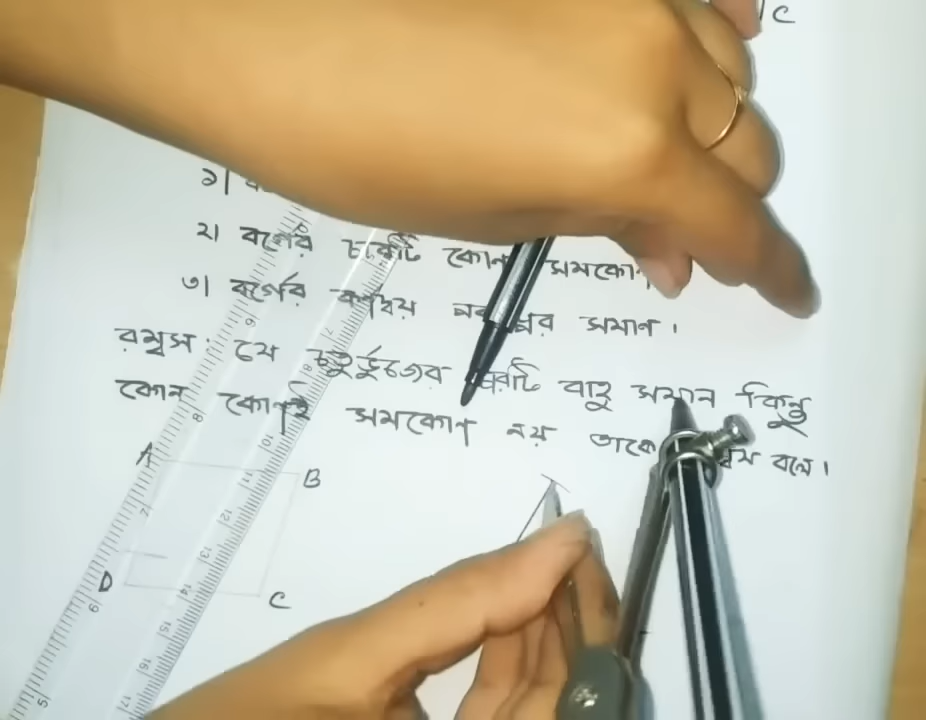 C
১।
২। বর্গের চারটি কোণ সমকোণ
৩। বর্গের কর্ণদ্বয় পরস্পর সমান।
রম্বস: যে চতুর্ভুজের চারটি বাহু সমান কিন্তু
কোন কোণই সমকোণ নয় তাকে রম্বস বলে।
A B
D C